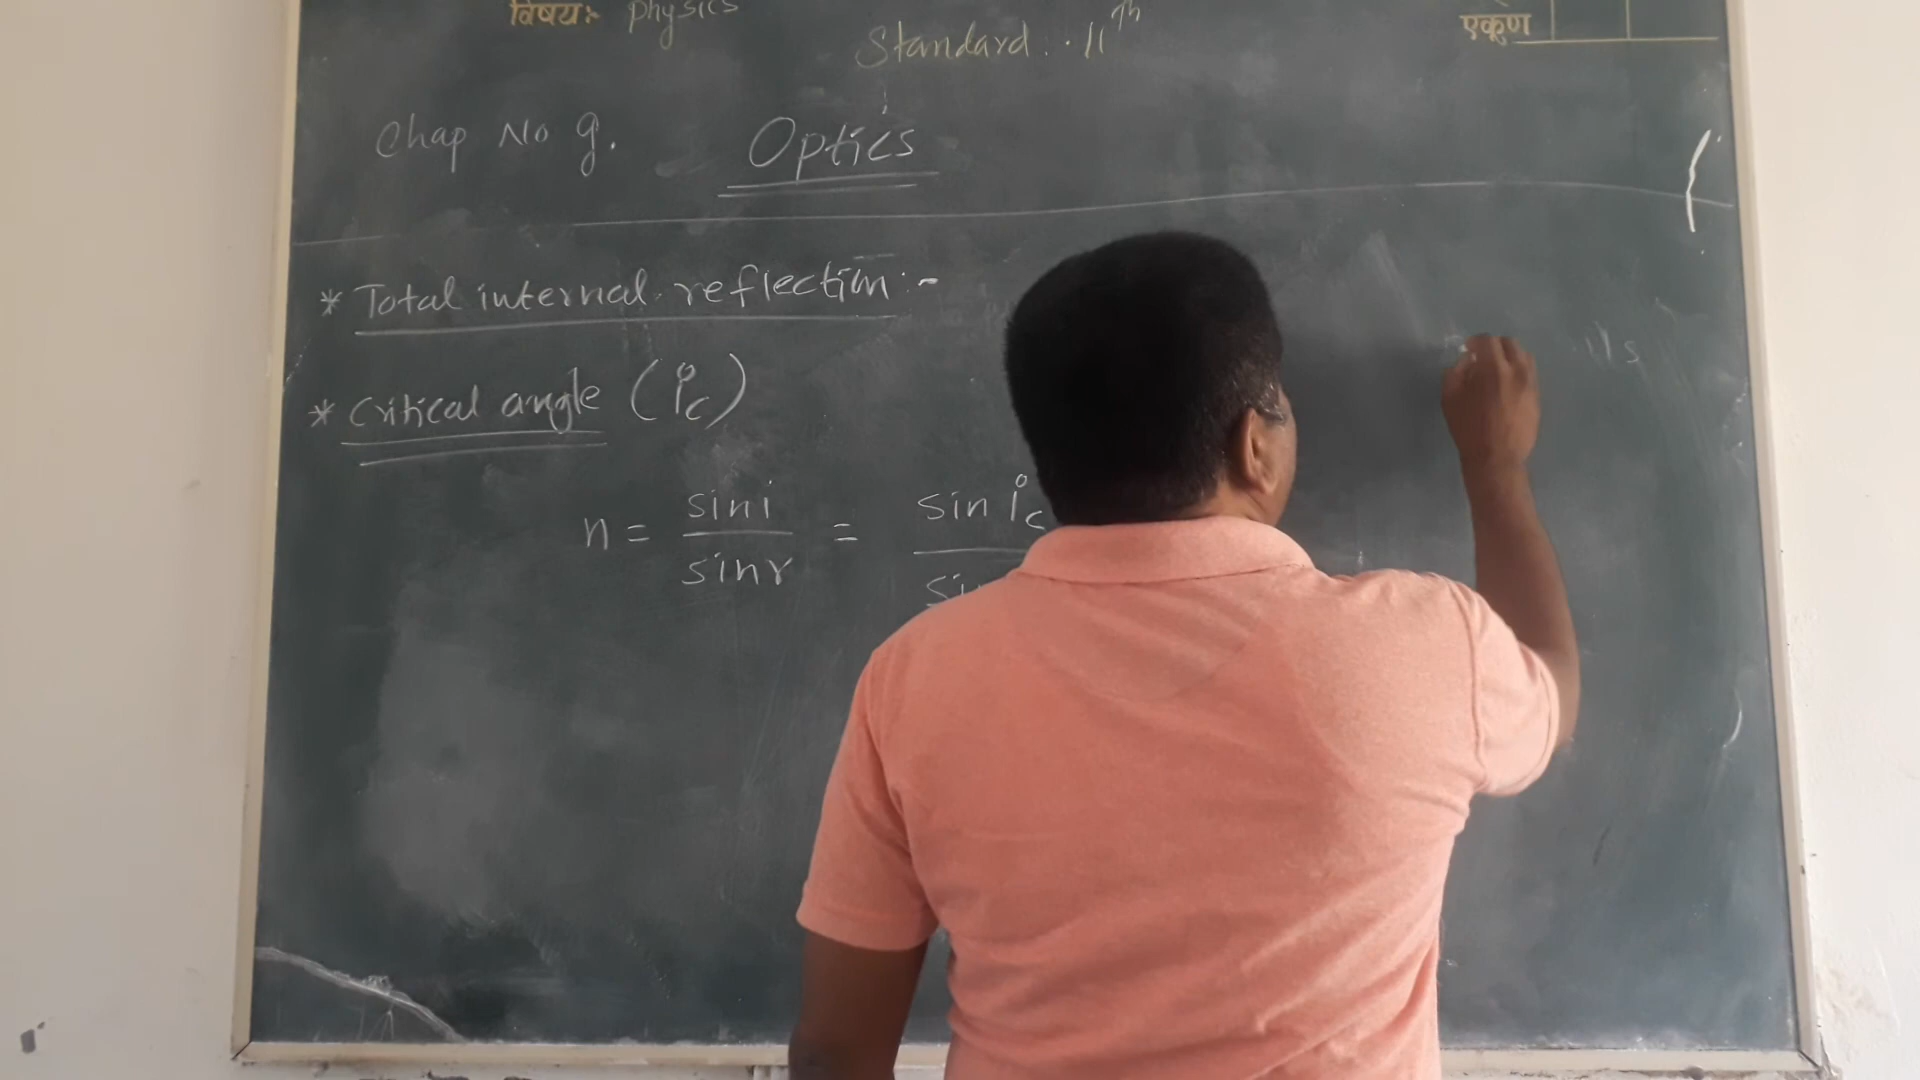 विषय:- physics
एकूण
Standard : 11th
Chap No 9. Optics
* Total internal reflection :-
* Critical angle (ic)
n = sin i / sin r = sin ic